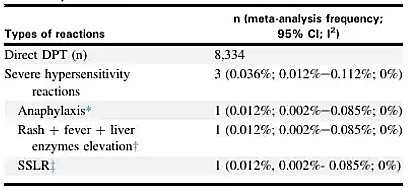 n (meta-analysis frequency;
Types of reactions 95% CI; I²)
Direct DPT (n) 8,334
Severe hypersensitivity 3 (0.036%; 0.012%–0.112%; 0%)
reactions
Anaphylaxis* 1 (0.012%; 0.002%–0.085%; 0%)
Rash + fever + liver 1 (0.012%; 0.002%–0.085%; 0%)
enzymes elevation†
SSLR‡ 1 (0.012%, 0.002%- 0.085%; 0%)